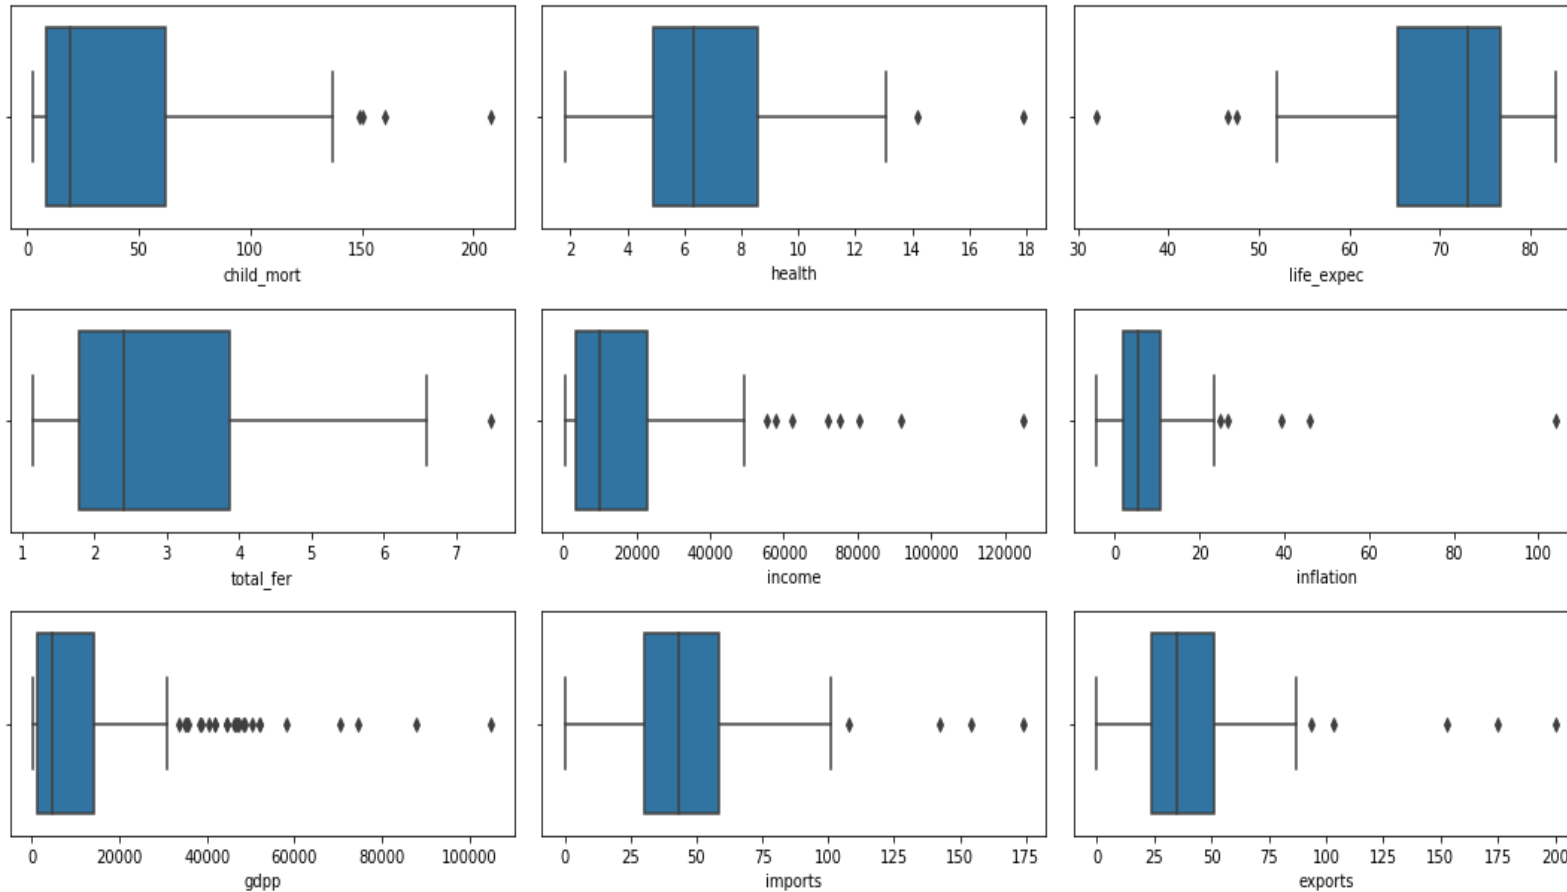 0 50 100 150 200
child_mort
2 4 6 8 10 12 14 16 18
health
30 40 50 60 70 80
life_expec
1 2 3 4 5 6 7
total_fer
0 20000 40000 60000 80000 100000 120000
income
0 20 40 60 80 100
inflation
0 20000 40000 60000 80000 100000
gdpp
0 25 50 75 100 125 150 175
imports
0 25 50 75 100 125 150 175 200
exports